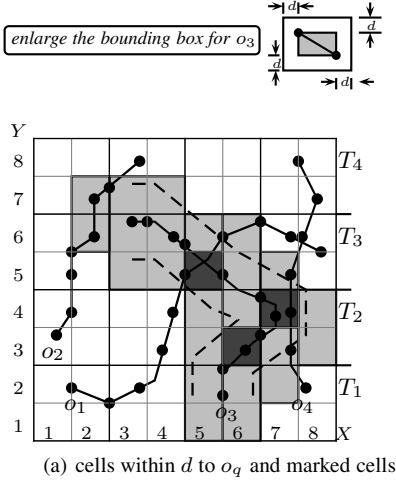 d
enlarge the bounding box for o3
d
d
d
Y
8
T4
7
6
T3
5
4
T2
o2
3
2
o1
o3
o4
T1
1
1 2 3 4 5 6 7 8 X
(a) cells within d to oq and marked cells